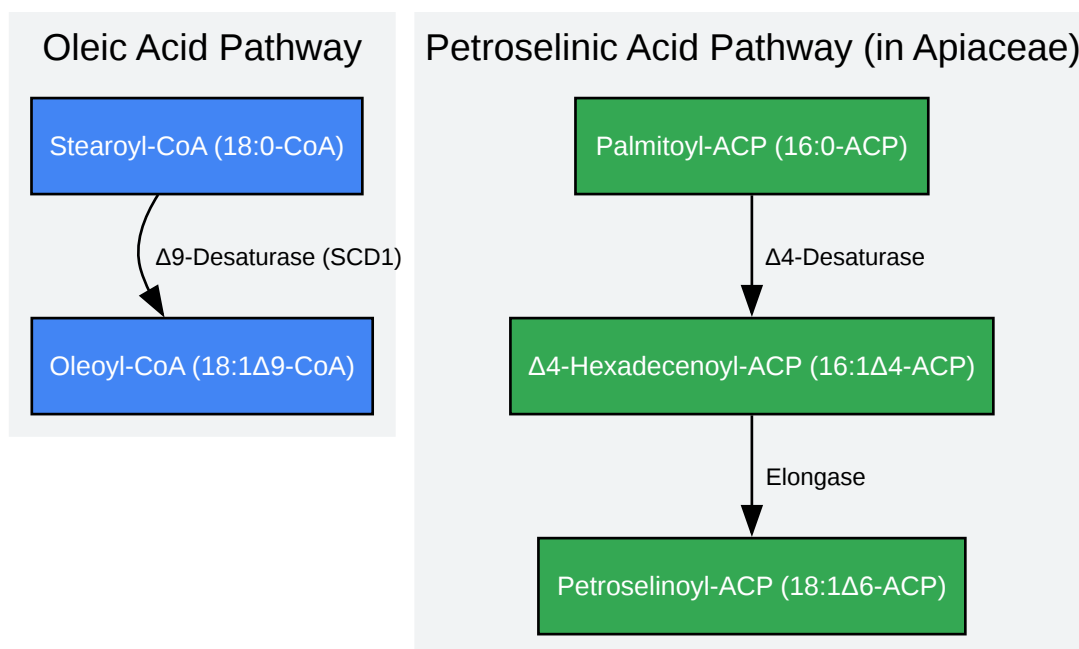 Oleic Acid Pathway
Stearoyl-CoA (18:0-CoA)
Δ9-Desaturase (SCD1)
Oleoyl-CoA (18:1Δ9-CoA)
Petroselinic Acid Pathway (in Apiaceae)
Palmitoyl-ACP (16:0-ACP)
Δ4-Desaturase
Δ4-Hexadecenoyl-ACP (16:1Δ4-ACP)
Elongase
Petroselinoyl-ACP (18:1Δ6-ACP)